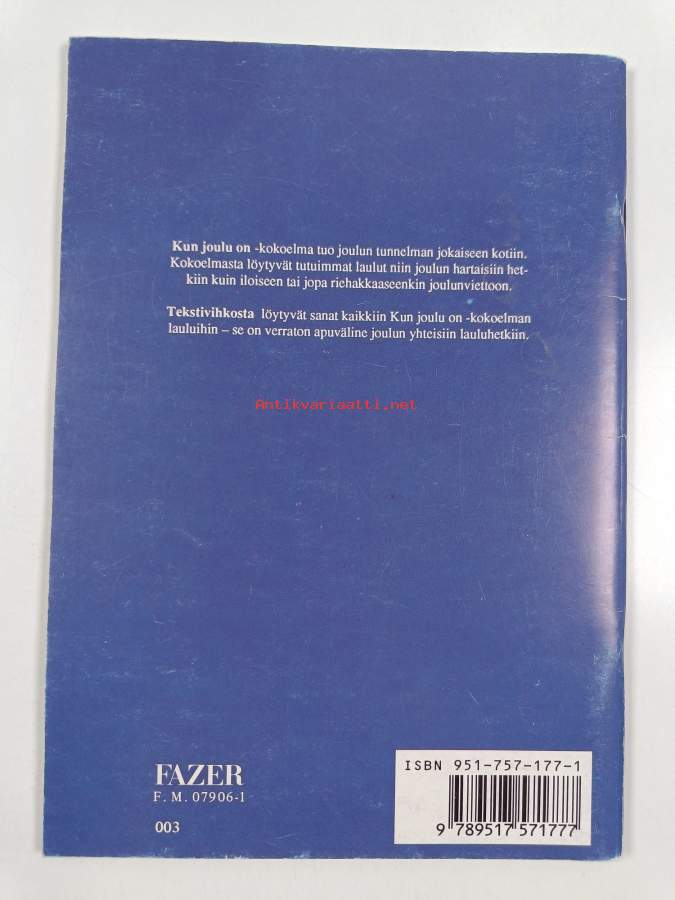 Kun joulu on -kokoelma tuo joulun tunnelman jokaiseen kotiin.
Kokoelmasta löytyvät tutuimmat laulut niin joulun hartaisiin het-
kiin kuin iloiseen tai jopa riehakkaaseenkin joulunviettoon.
Tekstivihkosta löytyvät sanat kaikkiin Kun joulu on -kokoelman
lauluihin – se on verraton apuväline joulun yhteisiin lauluhetkiin.
Antikvariaatti.net
FAZER
F. M. 07906-1
003
ISBN 951-757-177-1
9 789517 571777